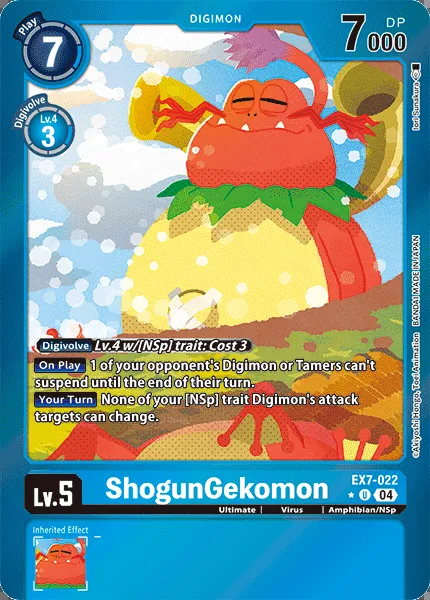 DIGIMON
Play
7
7000
DP
Digivolve
Lv.4
3
Digivolve Lv.4 w/[NSp] trait: Cost 3
On Play 1 of your opponent's Digimon or Tamers can't
suspend until the end of their turn.
Your Turn None of your [NSp] trait Digimon's attack
targets can change.
Lv.5
ShogunGekomon
EX7-022
U 04
Ultimate | Virus | Amphibian/NSp
Inherited Effect
©Akiyoshi Hongo, Toei Animation BANDAI MADE IN JAPAN